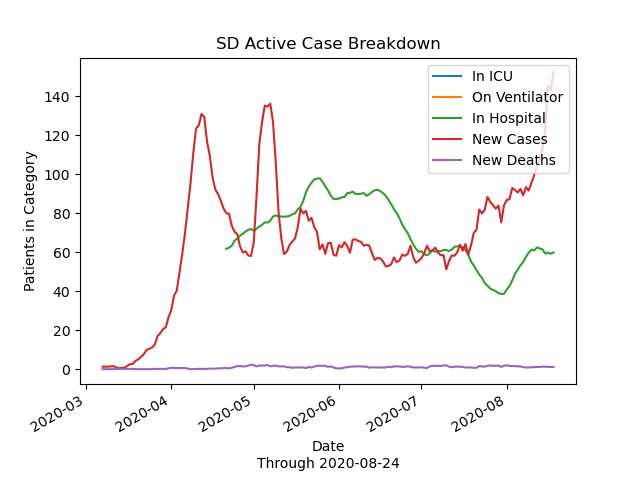 SD Active Case Breakdown
In ICU
On Ventilator
In Hospital
New Cases
New Deaths
Patients in Category
140
120
100
80
60
40
20
0
2020-03
2020-04
2020-05
2020-06
2020-07
2020-08
Date
Through 2020-08-24